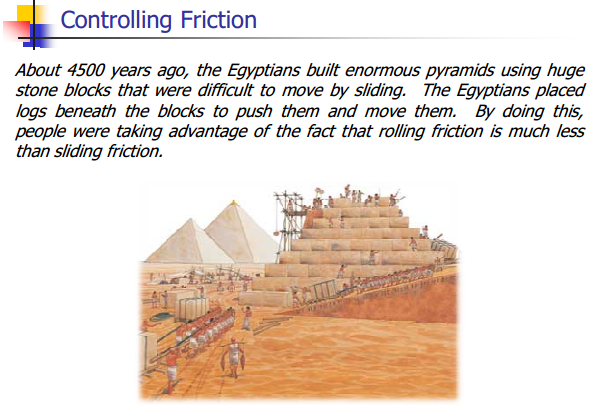 Controlling Friction
About 4500 years ago, the Egyptians built enormous pyramids using huge
stone blocks that were difficult to move by sliding. The Egyptians placed
logs beneath the blocks to push them and move them. By doing this,
people were taking advantage of the fact that rolling friction is much less
than sliding friction.